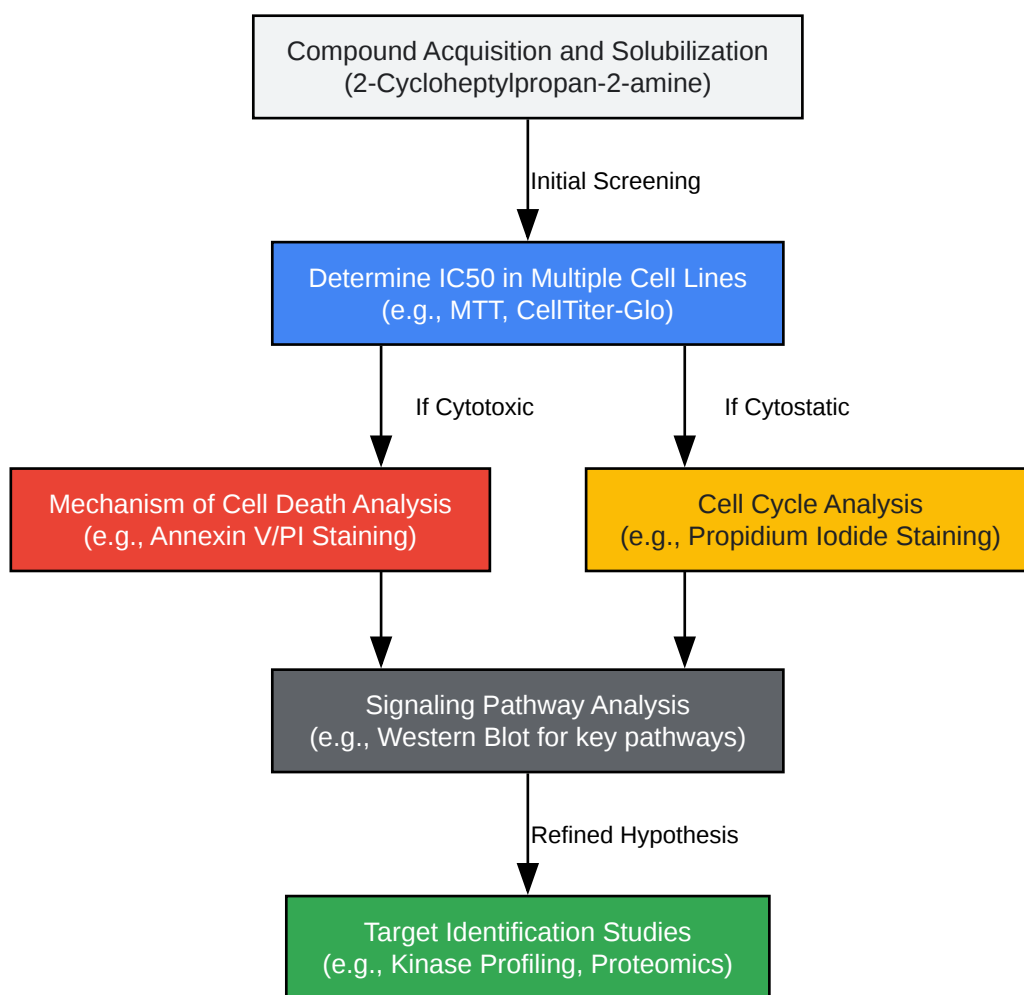 Compound Acquisition and Solubilization
(2-Cycloheptylpropan-2-amine)
Initial Screening
Determine IC50 in Multiple Cell Lines
(e.g., MTT, CellTiter-Glo)
If Cytotoxic
If Cytostatic
Mechanism of Cell Death Analysis
(e.g., Annexin V/PI Staining)
Cell Cycle Analysis
(e.g., Propidium Iodide Staining)
Signaling Pathway Analysis
(e.g., Western Blot for key pathways)
Refined Hypothesis
Target Identification Studies
(e.g., Kinase Profiling, Proteomics)